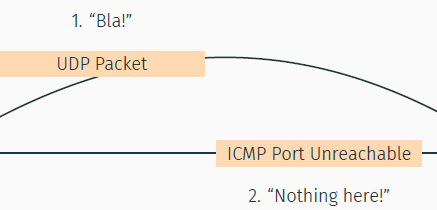 1. “Bla!”
UDP Packet
ICMP Port Unreachable
2. “Nothing here!”